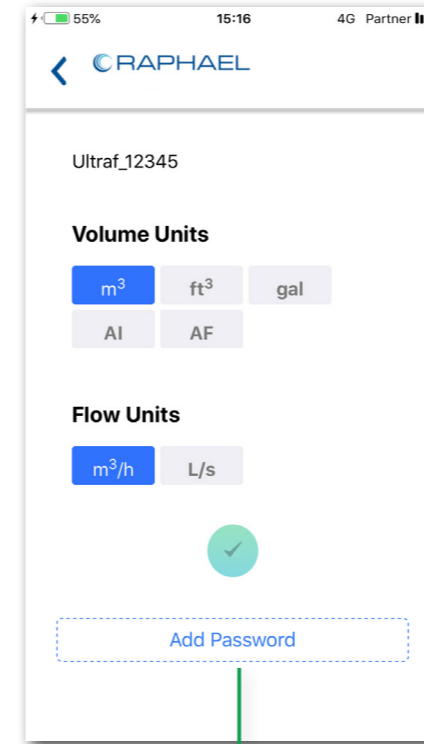 55% 15:16 4G Partner
RAPHAEL
Ultraf_12345
Volume Units
m³ ft³ gal
AI AF
Flow Units
m³/h L/s
Add Password